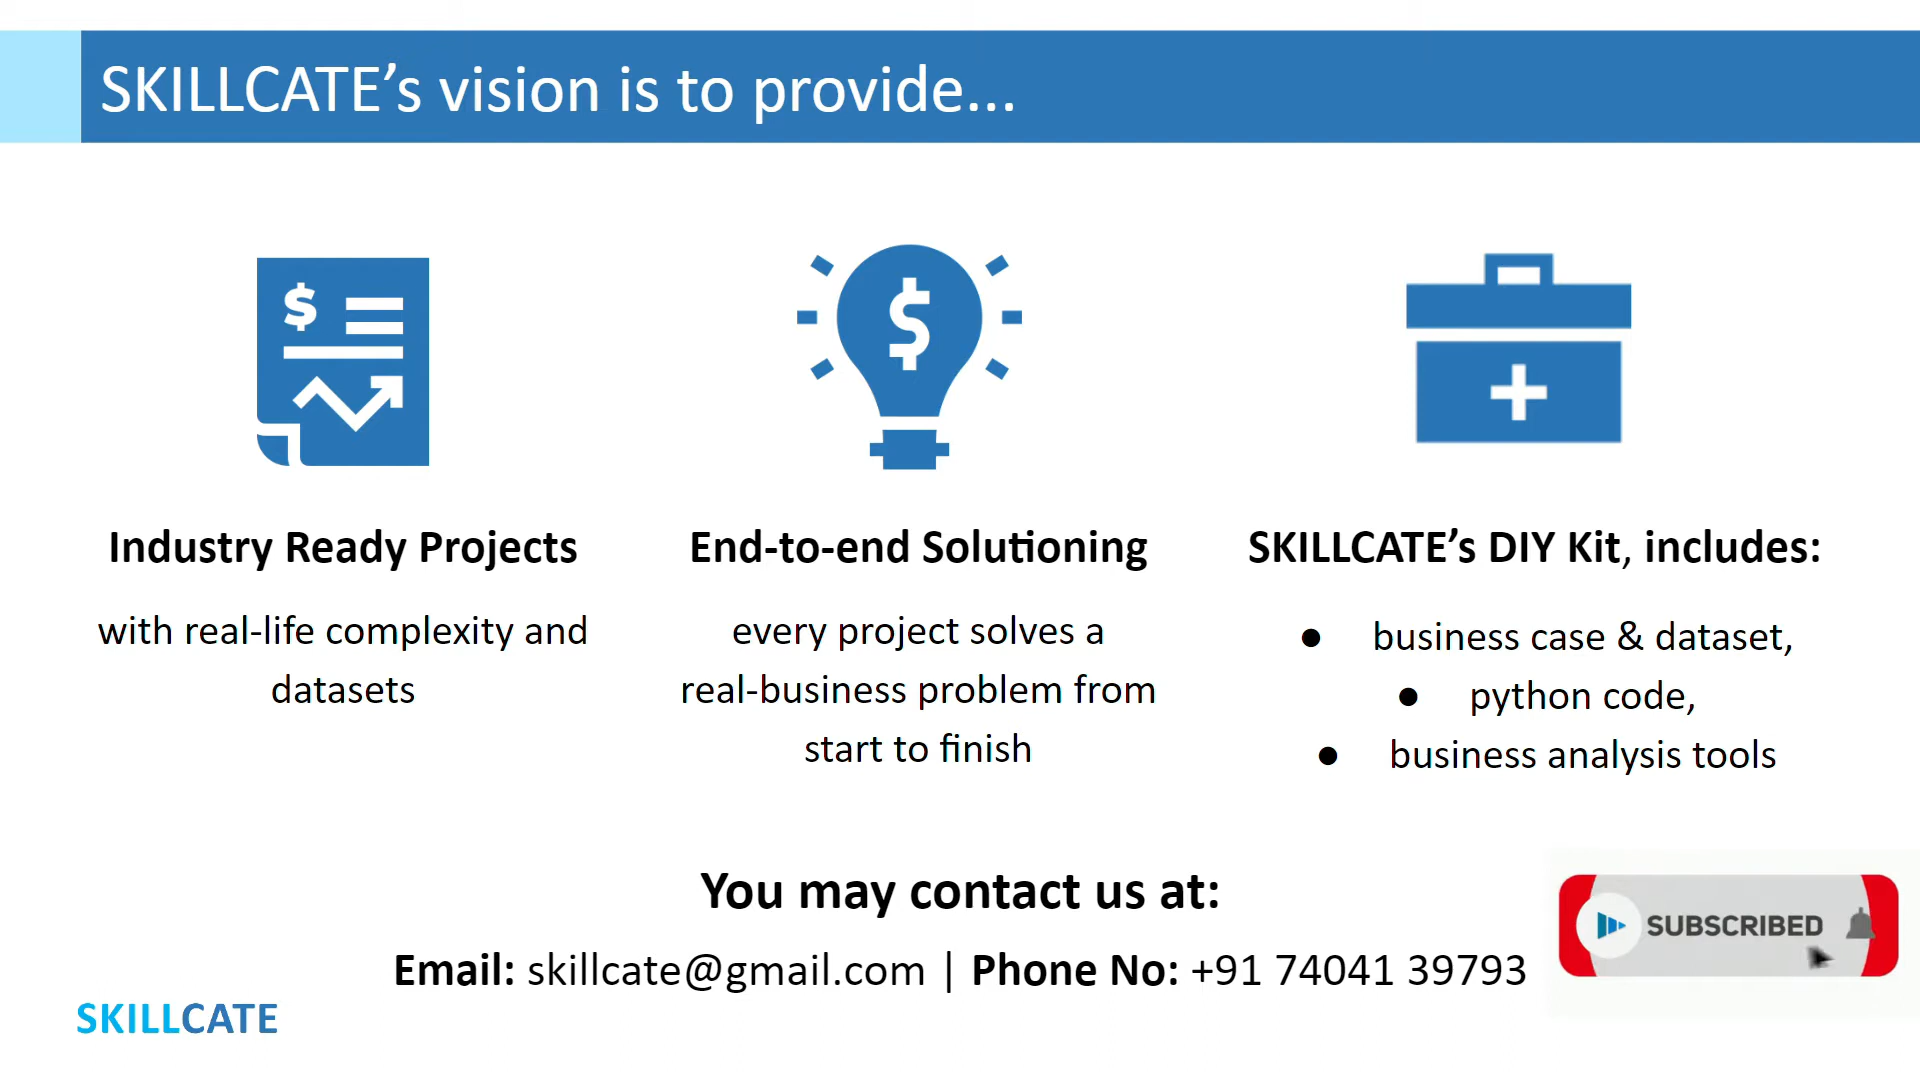 SKILLCATE’s vision is to provide...
$
$
Industry Ready Projects
with real-life complexity and
datasets
End-to-end Solutioning
every project solves a
real-business problem from
start to finish
SKILLCATE’s DIY Kit, includes:
● business case & dataset,
● python code,
● business analysis tools
You may contact us at:
Email: skillcate@gmail.com | Phone No: +91 74041 39793
SUBSCRIBED
SKILLCATE